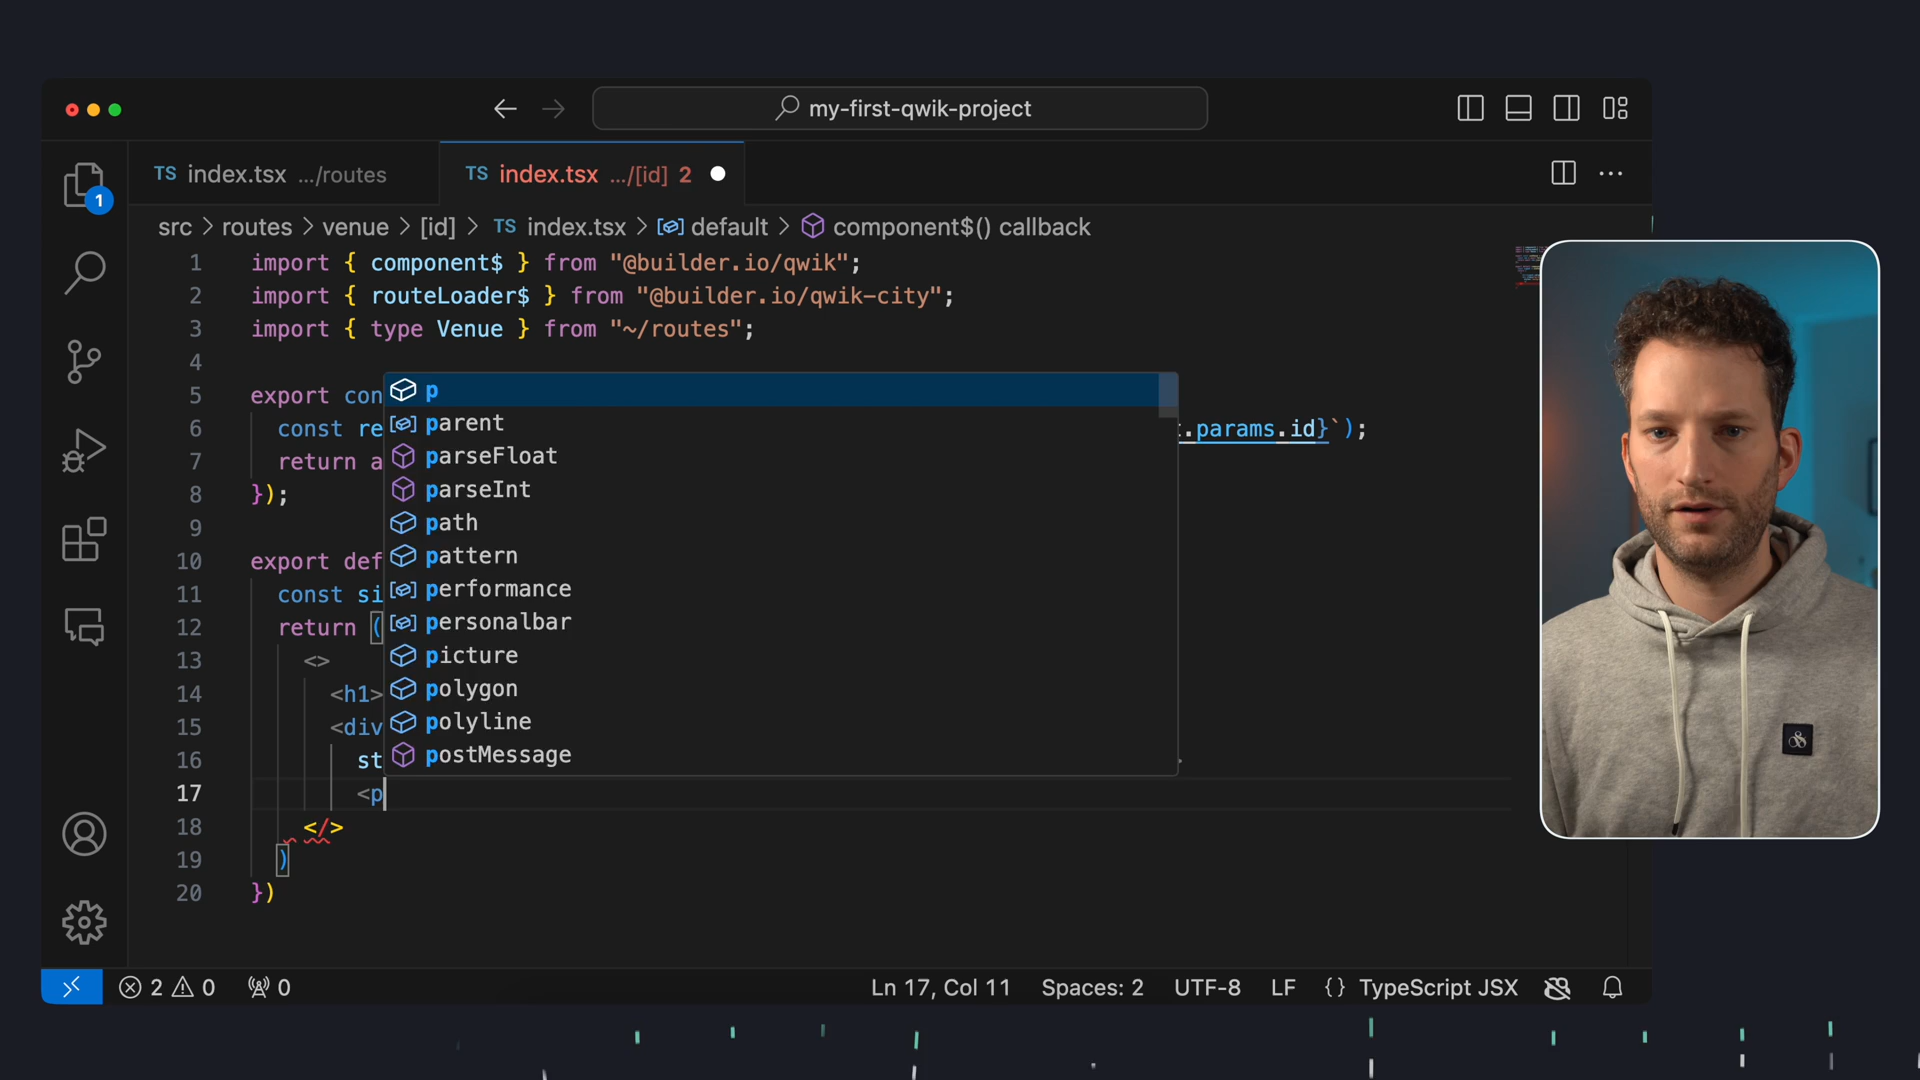 my-first-qwik-project
TS index.tsx .../routes
TS index.tsx .../[id] 2
src > routes > venue > [id] > TS index.tsx > default > component$() callback
1 import { component$ } from "@builder.io/qwik";
2 import { routeLoader$ } from "@builder.io/qwik-city";
3 import { type Venue } from "~/routes";
4
5 export con
6 const re .params.id}`);
7 return a
8 });
9
10 export def
11 const si
12 return (
13 <>
14 <h1>
15 <div
16 st
17 <p
18 </>
19 )
20 })
p
parent
parseFloat
parseInt
path
pattern
performance
personalbar
picture
polygon
polyline
postMessage
1
2 0 0 Ln 17, Col 11 Spaces: 2 UTF-8 LF {} TypeScript JSX